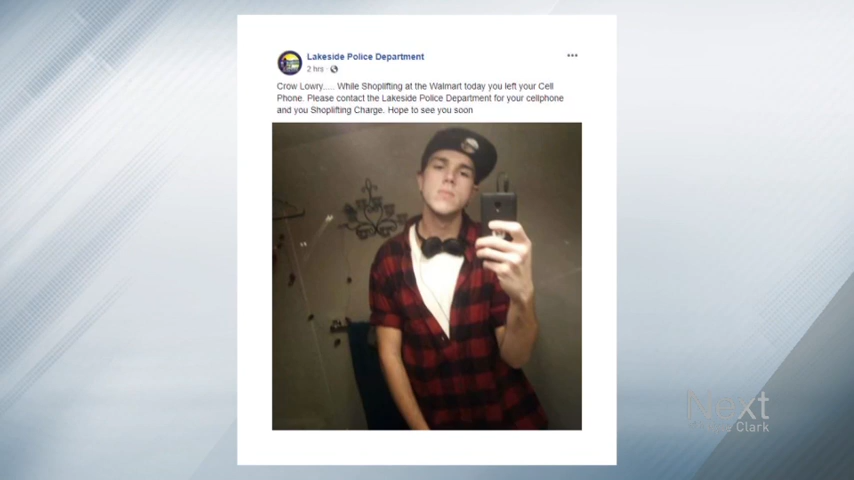 Lakeside Police Department
2 hrs ·
Crow Lowry..... While Shoplifting at the Walmart today you left your Cell
Phone. Please contact the Lakeside Police Department for your cellphone
and you Shoplifting Charge. Hope to see you soon
Next
Clark